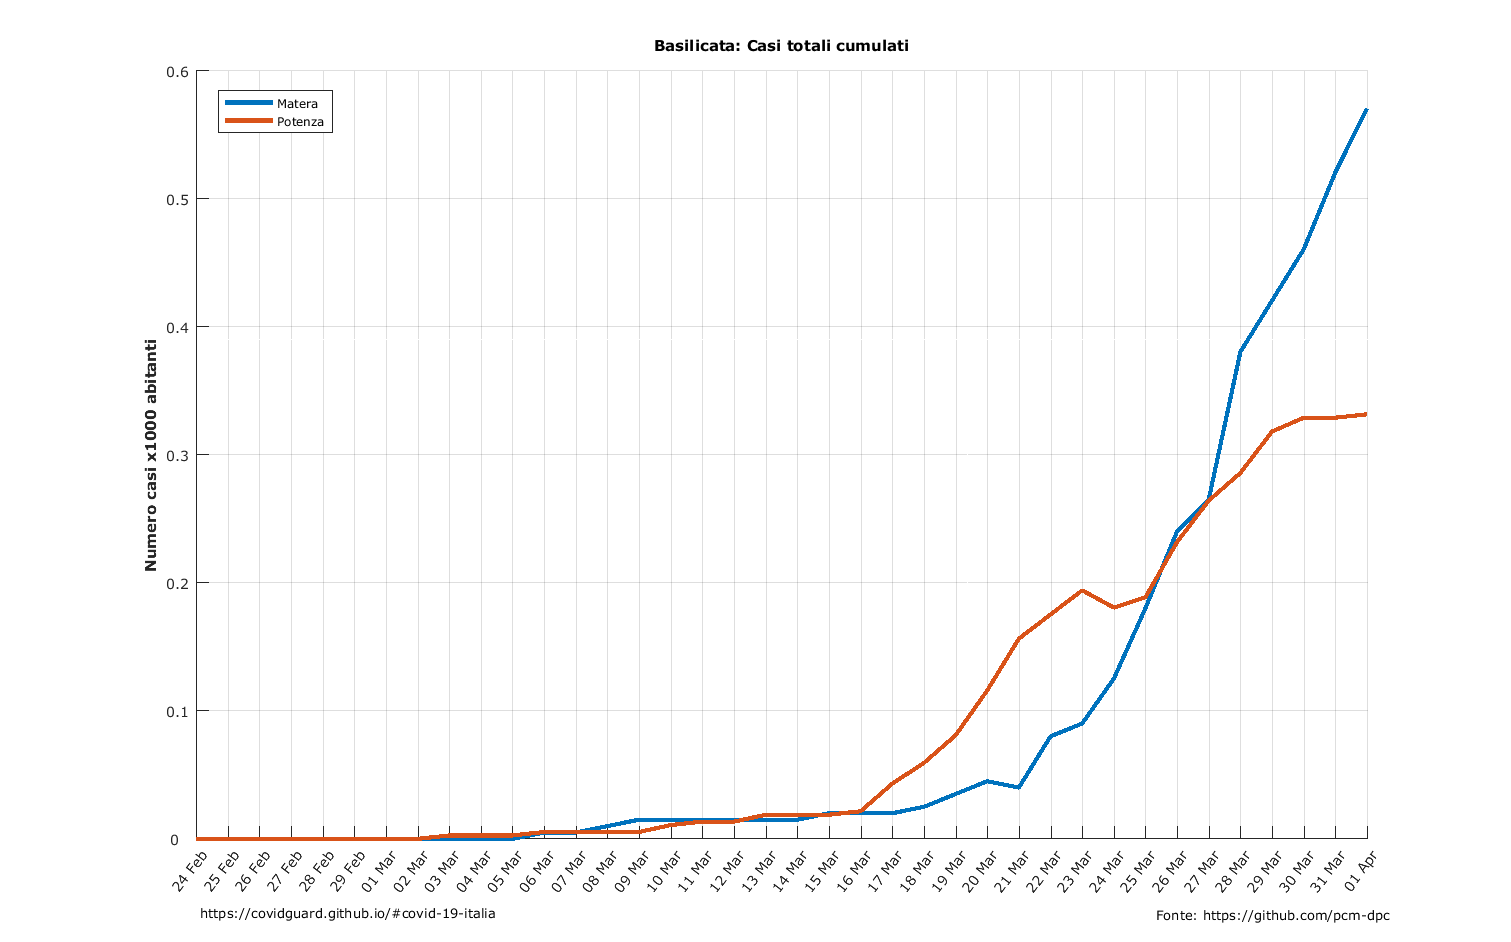 Basilicata: Casi totali cumulati
Matera
Potenza
Numero casi x1000 abitanti
0.6
0.5
0.4
0.3
0.2
0.1
0
24 Feb
25 Feb
26 Feb
27 Feb
28 Feb
29 Feb
01 Mar
02 Mar
03 Mar
04 Mar
05 Mar
06 Mar
07 Mar
08 Mar
09 Mar
10 Mar
11 Mar
12 Mar
13 Mar
14 Mar
15 Mar
16 Mar
17 Mar
18 Mar
19 Mar
20 Mar
21 Mar
22 Mar
23 Mar
24 Mar
25 Mar
26 Mar
27 Mar
28 Mar
29 Mar
30 Mar
31 Mar
01 Apr
https://covidguard.github.io/#covid-19-italia
Fonte: https://github.com/pcm-dpc